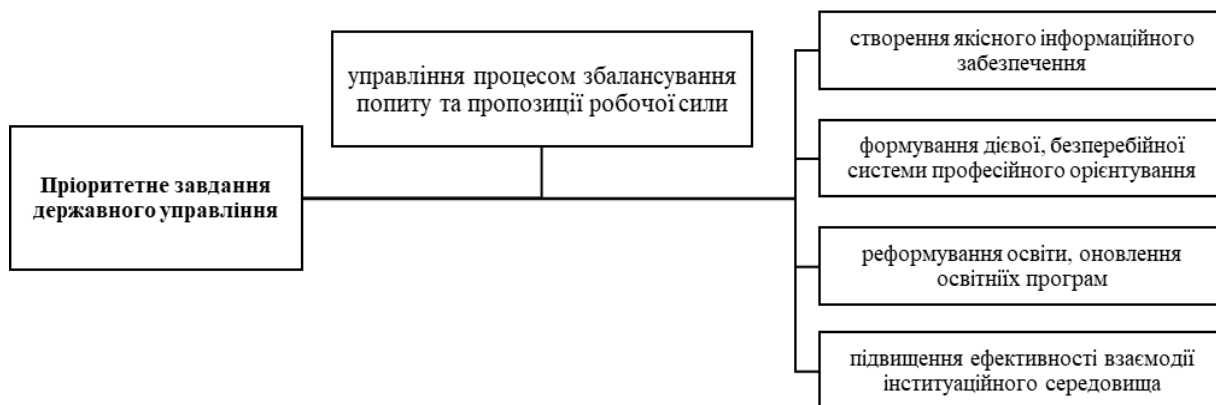 Пріоритетне завдання
державного управління
управління процесом збалансування
попиту та пропозиції робочої сили
створення якісного інформаційного
забезпечення
формування дієвої, безперебійної
системи професійного орієнтування
реформування освіти, оновлення
освітніїх програм
підвищення ефективності взаємодії
інституаційного середовища